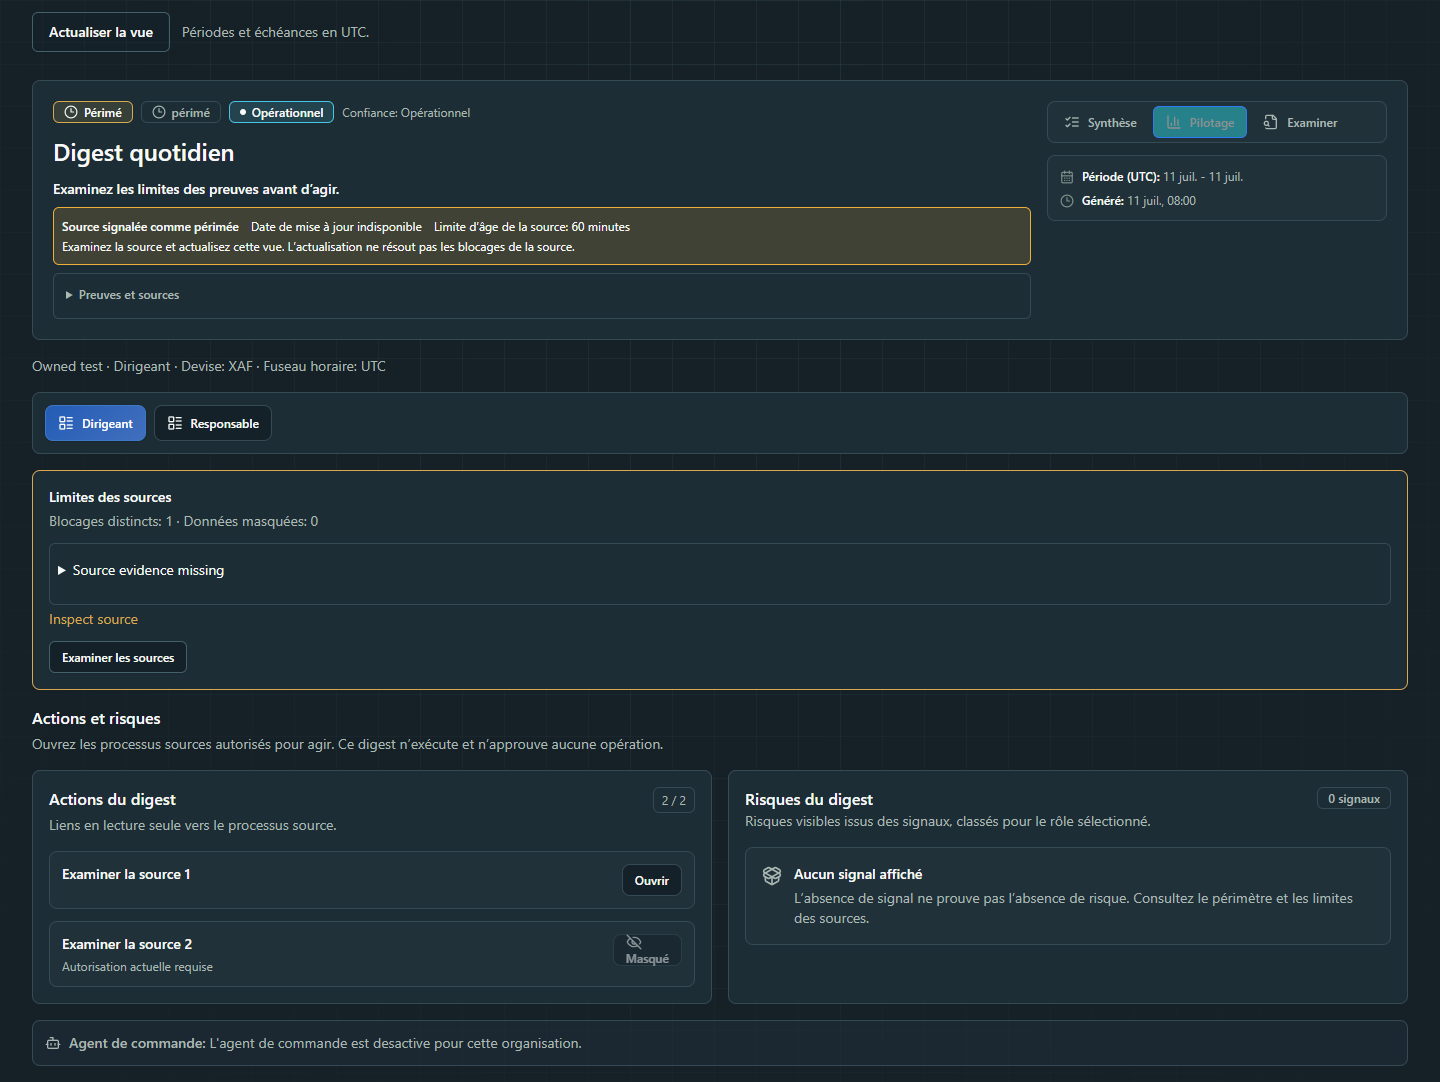 Actualiser la vue
Périodes et échéances en UTC.
Périmé
périmé
Opérationnel
Confiance: Opérationnel
Synthèse
Pilotage
Examiner
Digest quotidien
Période (UTC): 11 juil. - 11 juil.
Généré: 11 juil., 08:00
Examinez les limites des preuves avant d’agir.
Source signalée comme périmée Date de mise à jour indisponible Limite d’âge de la source: 60 minutes
Examinez la source et actualisez cette vue. L’actualisation ne résout pas les blocages de la source.
Preuves et sources
Owned test · Dirigeant · Devise: XAF · Fuseau horaire: UTC
Dirigeant
Responsable
Limites des sources
Blocages distincts: 1 · Données masquées: 0
Source evidence missing
Inspect source
Examiner les sources
Actions et risques
Ouvrez les processus sources autorisés pour agir. Ce digest n’exécute et n’approuve aucune opération.
Actions du digest
2 / 2
Liens en lecture seule vers le processus source.
Examiner la source 1
Ouvrir
Examiner la source 2
Autorisation actuelle requise
Masqué
Risques du digest
0 signaux
Risques visibles issus des signaux, classés pour le rôle sélectionné.
Aucun signal affiché
L’absence de signal ne prouve pas l’absence de risque. Consultez le périmètre et les limites
des sources.
Agent de commande: L'agent de commande est desactive pour cette organisation.